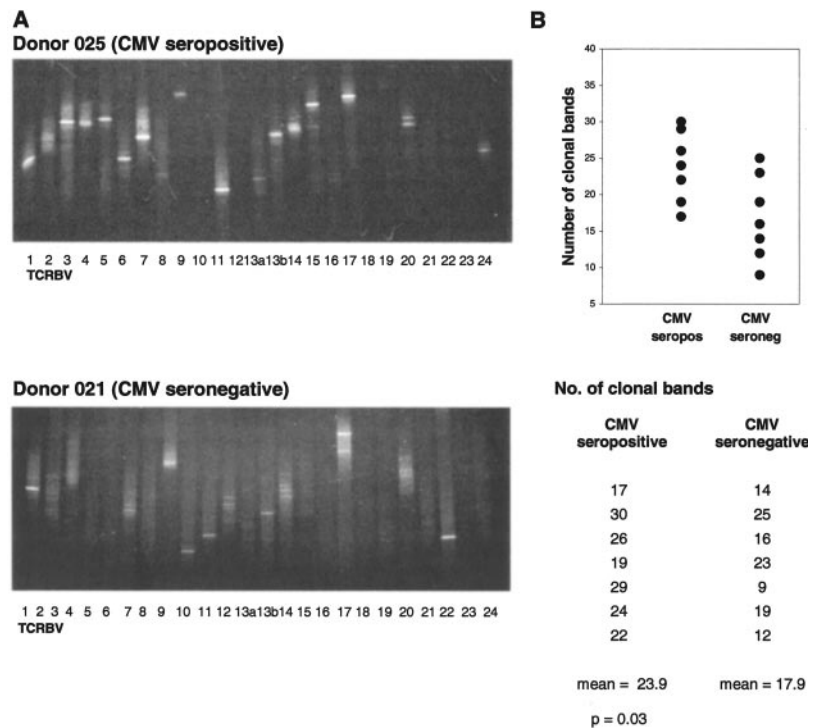 A
Donor 025 (CMV seropositive)
1 2 3 4 5 6 7 8 9 10 11 12 13a 13b 14 15 16 17 18 19 20 21 22 23 24
TCRBV
Donor 021 (CMV seronegative)
1 2 3 4 5 6 7 8 9 10 11 12 13a 13b 14 15 16 17 18 19 20 21 22 23 24
TCRBV
B
Number of clonal bands
40
35
30
25
20
15
10
5
CMV seropos
CMV seroneg
No. of clonal bands
CMV seropositive
CMV seronegative
17 14
30 25
26 16
19 23
29 9
24 19
22 12
mean = 23.9 mean = 17.9
p = 0.03